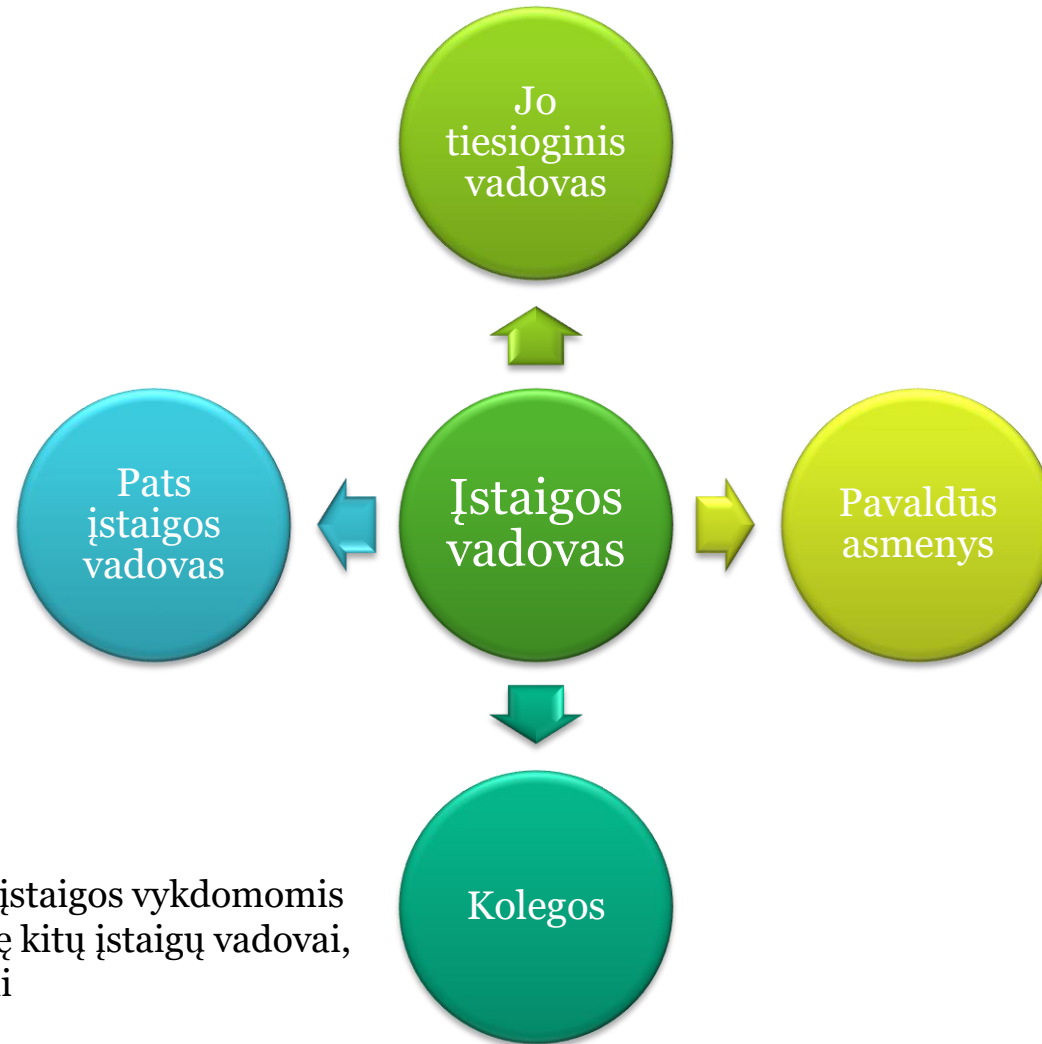 Jo
tiesioginis
vadovas
Pats
įstaigos
vadovas
Įstaigos
vadovas
Pavaldūs
asmenys
Kolegos
įstaigos vykdomomis
kitų įstaigų vadovai,